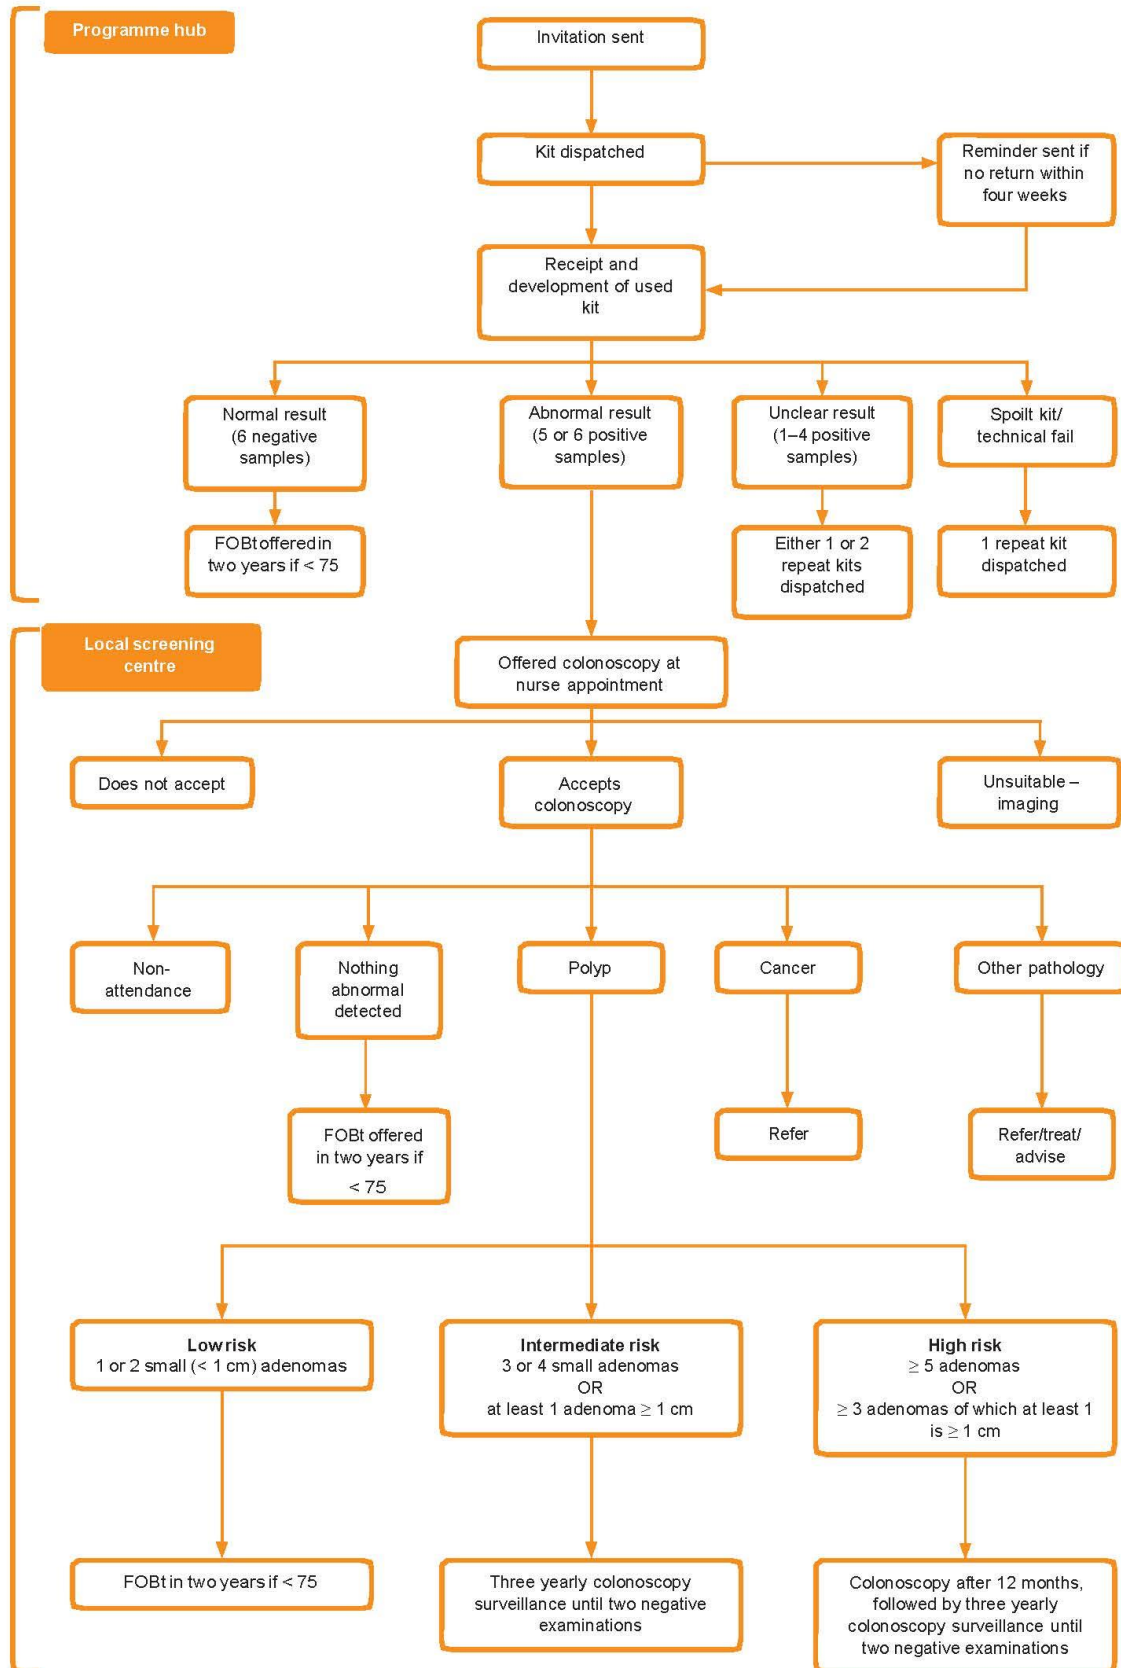 Programme hub
Invitation sent
Kit dispatched
Reminder sent if
no return within
four weeks
Receipt and
development of used
kit
Normal result
(6 negative
samples)
Abnormal result
(5 or 6 positive
samples)
Unclear result
(1–4 positive
samples)
Spoilt kit/
technical fail
FOBt offered in
two years if < 75
Either 1 or 2
repeat kits
dispatched
1 repeat kit
dispatched
Local screening
centre
Offered colonoscopy at
nurse appointment
Does not accept
Accepts
colonoscopy
Unsuitable –
imaging
Non-
attendance
Nothing
abnormal
detected
Polyp
Cancer
Other pathology
FOBt offered
in two years if
< 75
Refer
Refer/treat/
advise
Low risk
1 or 2 small (< 1 cm) adenomas
Intermediate risk
3 or 4 small adenomas
OR
at least 1 adenoma ≥ 1 cm
High risk
≥ 5 adenomas
OR
≥ 3 adenomas of which at least 1
is ≥ 1 cm
FOBt in two years if < 75
Three yearly colonoscopy
surveillance until two negative
examinations
Colonoscopy after 12 months,
followed by three yearly
colonoscopy surveillance until
two negative examinations